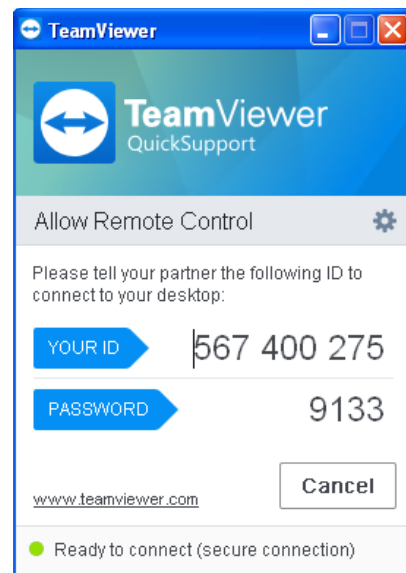 TeamViewer
TeamViewer
QuickSupport
Allow Remote Control
Please tell your partner the following ID to
connect to your desktop:
YOUR ID 567 400 275
PASSWORD 9133
Cancel
www.teamviewer.com
Ready to connect (secure connection)